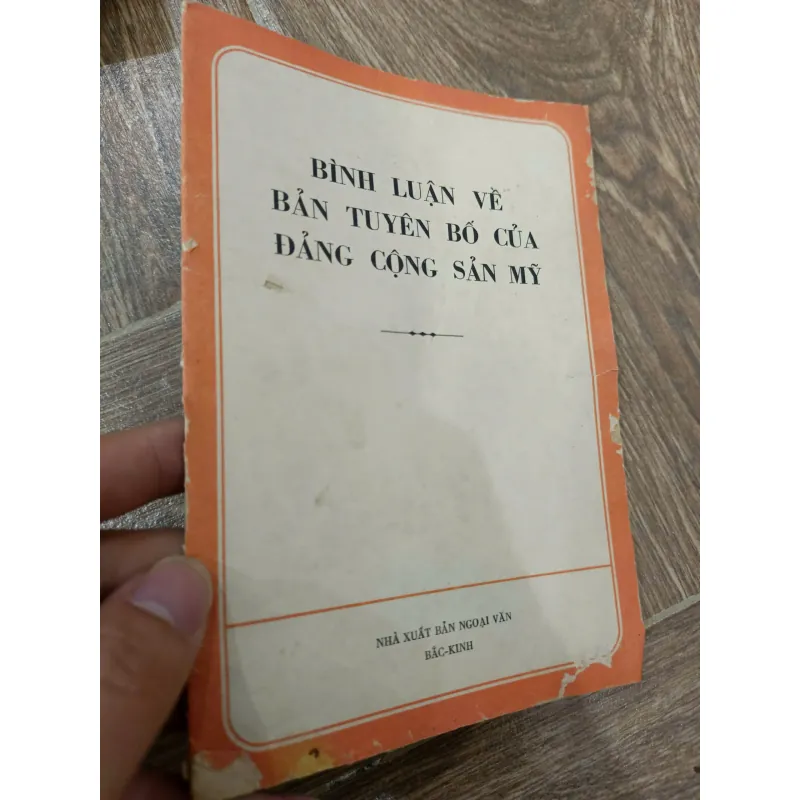 BÌNH LUẬN VỀ
BẢN TUYÊN BỐ CỦA
ĐẢNG CỘNG SẢN MỸ
NHÀ XUẤT BẢN NGOẠI VĂN
BẮC-KINH